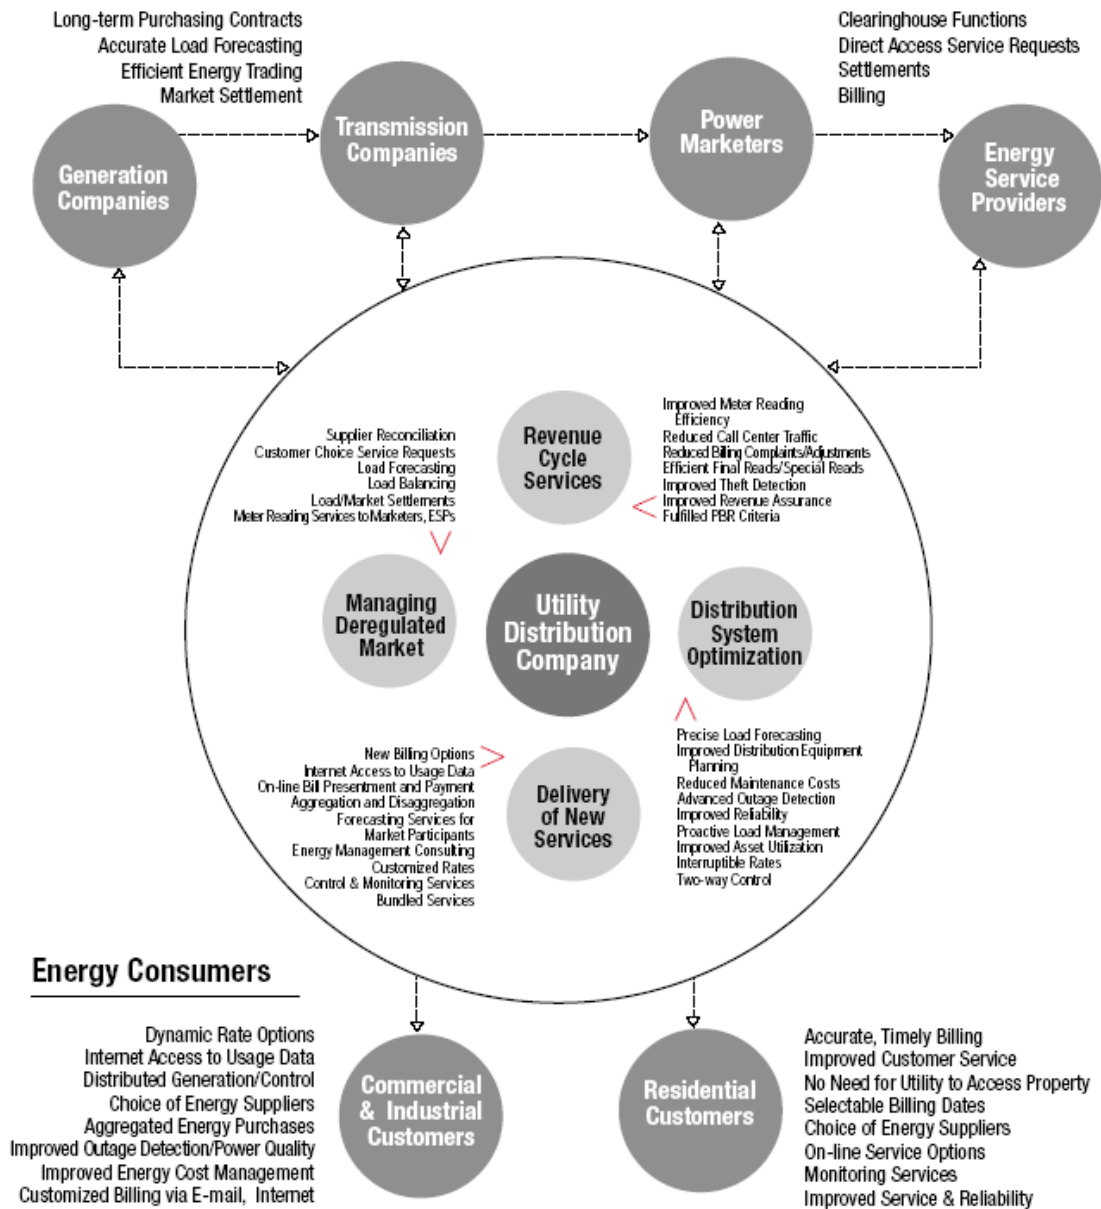 Long-term Purchasing Contracts
Accurate Load Forecasting
Efficient Energy Trading
Market Settlement
Clearinghouse Functions
Direct Access Service Requests
Settlements
Billing
Generation
Companies
Transmission
Companies
Power
Marketers
Energy
Service
Providers
Supplier Reconciliation
Customer Choice Service Requests
Load Forecasting
Load Balancing
Load/Market Settlements
Meter Reading Services to Marketers, ESPs
Revenue
Cycle
Services
Improved Meter Reading
Efficiency
Reduced Call Center Traffic
Reduced Billing Complaints/Adjustments
Efficient Final Reads/Special Reads
Improved Theft Detection
Improved Revenue Assurance
Fulfilled PBR Criteria
Managing
Deregulated
Market
Utility
Distribution
Company
Distribution
System
Optimization
New Billing Options
Internet Access to Usage Data
On-line Bill Presentment and Payment
Aggregation and Disaggregation
Forecasting Services for
Market Participants
Energy Management Consulting
Customized Rates
Control & Monitoring Services
Bundled Services
Delivery
of New
Services
Precise Load Forecasting
Improved Distribution Equipment
Planning
Reduced Maintenance Costs
Advanced Outage Detection
Improved Reliability
Proactive Load Management
Improved Asset Utilization
Interruptible Rates
Two-way Control
Energy Consumers
Dynamic Rate Options
Internet Access to Usage Data
Distributed Generation/Control
Choice of Energy Suppliers
Aggregated Energy Purchases
Improved Outage Detection/Power Quality
Improved Energy Cost Management
Customized Billing via E-mail, Internet
Commercial
& Industrial
Customers
Residential
Customers
Accurate, Timely Billing
Improved Customer Service
No Need for Utility to Access Property
Selectable Billing Dates
Choice of Energy Suppliers
On-line Service Options
Monitoring Services
Improved Service & Reliability